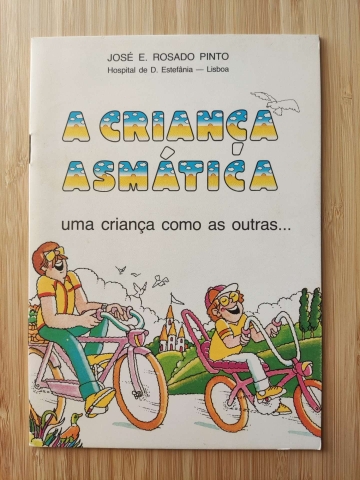 JOSÉ E. ROSADO PINTO
Hospital de D. Estefânia — Lisboa
A CRIANÇA
ASMÁTICA
uma criança como as outras...